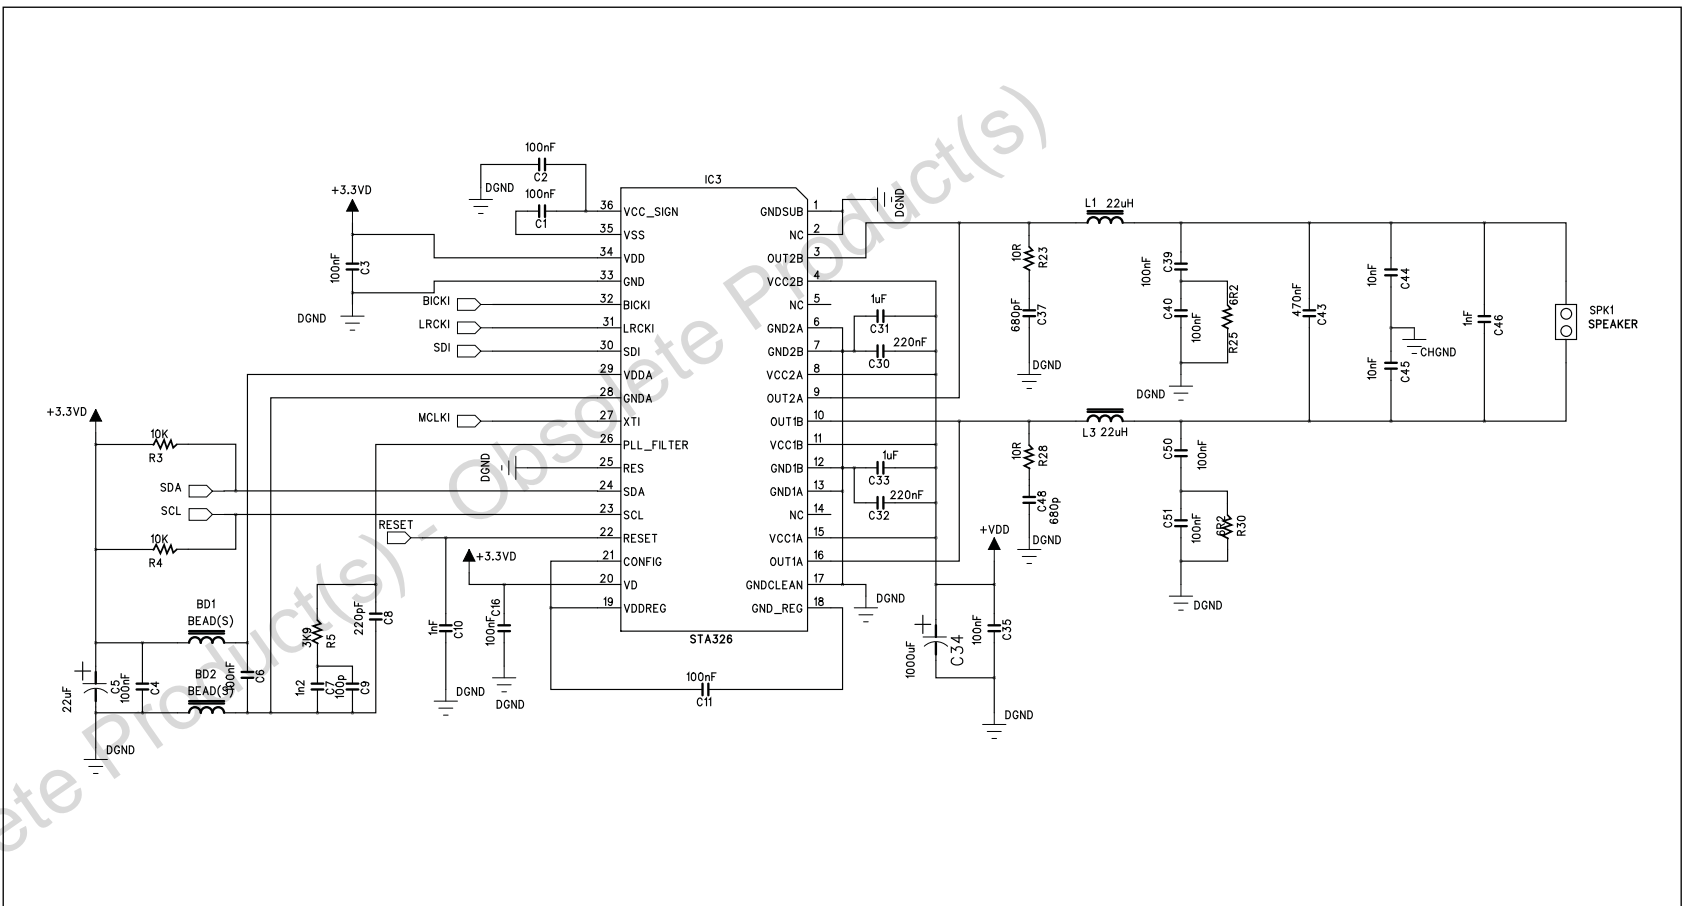 Obsolete Product(s) - Obsolete Product(s)
100nF
C2
DGND
100nF
C1
+3.3VD
100nF
C3
DGND
BICKI
LRCKI
SDI
MCLKI
+3.3VD
10K
R3
SDA
SCL
10K
R4
RESET
DGND
+3.3VD
BD1
BEAD(S)
BD2
BEAD(S)
22uF
C5
100nF
C4
100nF
C6
DGND
3K9
R5
220pF
C8
1n2
C7
100p
C9
1nF
C10
DGND
100nF
C16
DGND
100nF
C11
IC3
STA326
36 VCC_SIGN
35 VSS
34 VDD
33 GND
32 BICKI
31 LRCKI
30 SDI
29 VDDA
28 GNDA
27 XTI
26 PLL_FILTER
25 RES
24 SDA
23 SCL
22 RESET
21 CONFIG
20 VD
19 VDDREG
GNDSUB 1
NC 2
OUT2B 3
VCC2B 4
NC 5
GND2A 6
GND2B 7
VCC2A 8
OUT2A 9
OUT1B 10
VCC1B 11
GND1B 12
GND1A 13
NC 14
VCC1A 15
OUT1A 16
GNDCLEAN 17
GND_REG 18
DGND
1uF
C31
220nF
C30
1uF
C33
220nF
C32
DGND
+VDD
1000uF
C34
100nF
C35
DGND
10R
R23
680pF
C37
DGND
10R
R28
C48
680p
DGND
L1 22uH
L3 22uH
100nF
C39
C40
100nF
6R2
R25
DGND
C50
100nF
C51
100nF
6R2
R30
DGND
470nF
C43
10nF
C44
CHGND
10nF
C45
1nF
C46
SPK1
SPEAKER